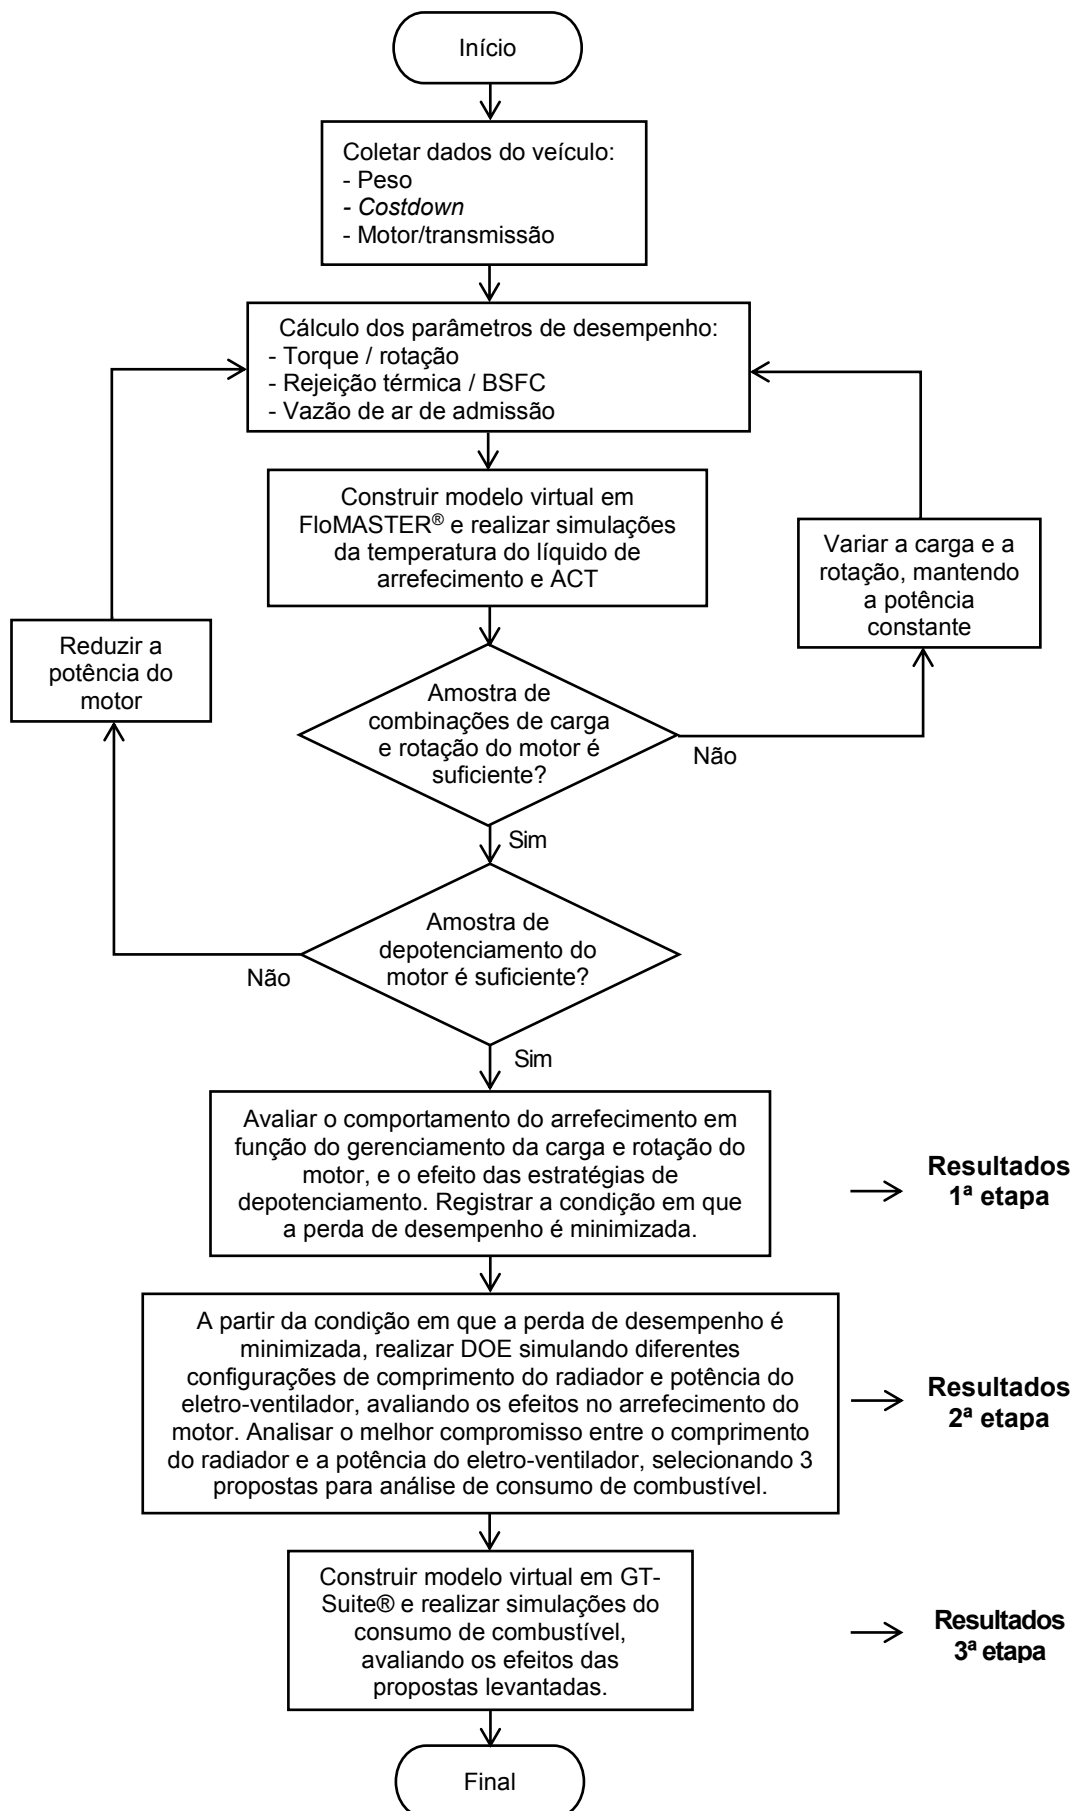 Início
Coletar dados do veículo:
- Peso
- Costdown
- Motor/transmissão
Cálculo dos parâmetros de desempenho:
- Torque / rotação
- Rejeição térmica / BSFC
- Vazão de ar de admissão
Construir modelo virtual em
FloMASTER® e realizar simulações
da temperatura do líquido de
arrefecimento e ACT
Variar a carga e a
rotação, mantendo
a potência
constante
Reduzir a
potência do
motor
Amostra de
combinações de carga
e rotação do motor é
suficiente?
Não
Sim
Amostra de
depotenciamento do
motor é suficiente?
Não
Sim
Avaliar o comportamento do arrefecimento em
função do gerenciamento da carga e rotação do
motor, e o efeito das estratégias de
depotenciamento. Registrar a condição em que
a perda de desempenho é minimizada.
Resultados
1ª etapa
A partir da condição em que a perda de desempenho é
minimizada, realizar DOE simulando diferentes
configurações de comprimento do radiador e potência do
eletro-ventilador, avaliando os efeitos no arrefecimento do
motor. Analisar o melhor compromisso entre o comprimento
do radiador e a potência do eletro-ventilador, selecionando 3
propostas para análise de consumo de combustível.
Resultados
2ª etapa
Construir modelo virtual em GT-
Suite® e realizar simulações do
consumo de combustível,
avaliando os efeitos das
propostas levantadas.
Resultados
3ª etapa
Final